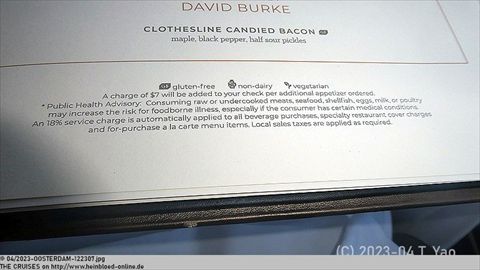 DAVID BURKE
CLOTHESLINE CANDIED BACON
maple, black pepper, half sour pickles
gluten-free non-dairy vegetarian
A charge of $7 will be added to your check per additional appetizer ordered.
* Public Health Advisory: Consuming raw or undercooked meats, seafood, shellfish, eggs, milk, or poultry
may increase the risk for foodborne illness, especially if the consumer has certain medical conditions.
An 18% service charge is automatically applied to all beverage purchases, specialty restaurant cover charges
and for-purchase a la carte menu items. Local sales taxes are applied as required.
(C) 2023-04 T. Yao
© 04/2023-OOSTERDAM-122307.jpg
THE CRUISES on http://www.heinbloed-online.de